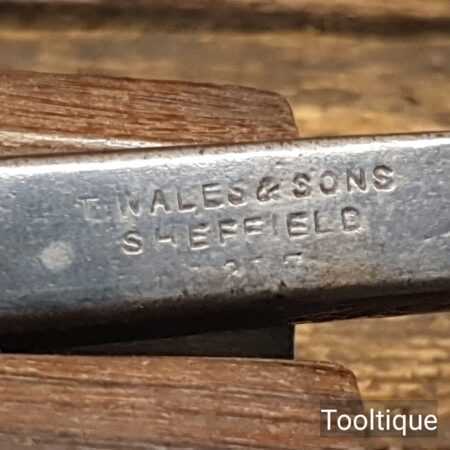 T. WALES & SONS
SHEFFIELD
Tooltique